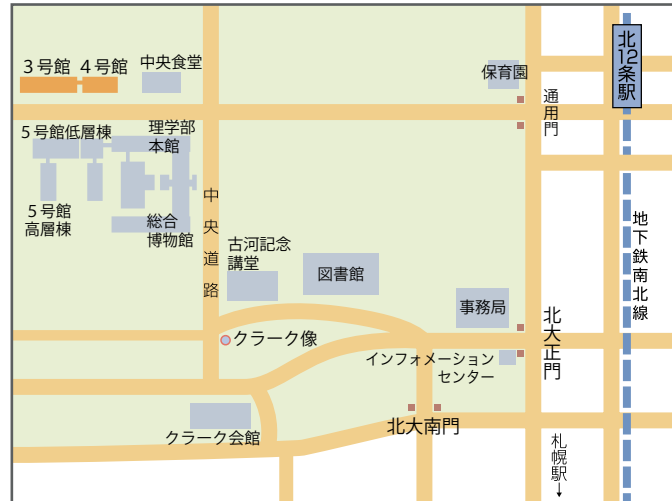 ３号館
４号館
中央食堂
保育園
北12条駅
通用門
５号館低層棟
理学部
本館
５号館
高層棟
総合
博物館
中央道路
古河記念
講堂
図書館
地下鉄南北線
事務局
北大正門
クラーク像
インフォメーション
センター
クラーク会館
北大南門
札幌駅→